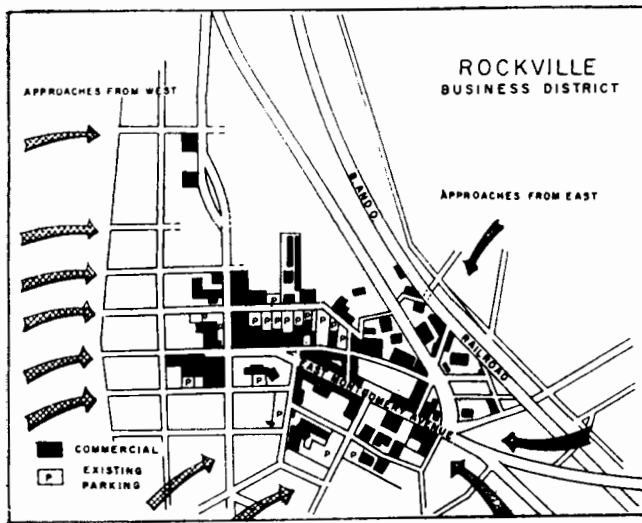 ROCKVILLE
BUSINESS DISTRICT
APPROACHES FROM WEST
B. AND O.
APPROACHES FROM EAST
RAILROAD
P
P P P P P P P
P
P
P
P
EAST MONTGOMERY AVENUE
P
P P
COMMERCIAL
P EXISTING
PARKING